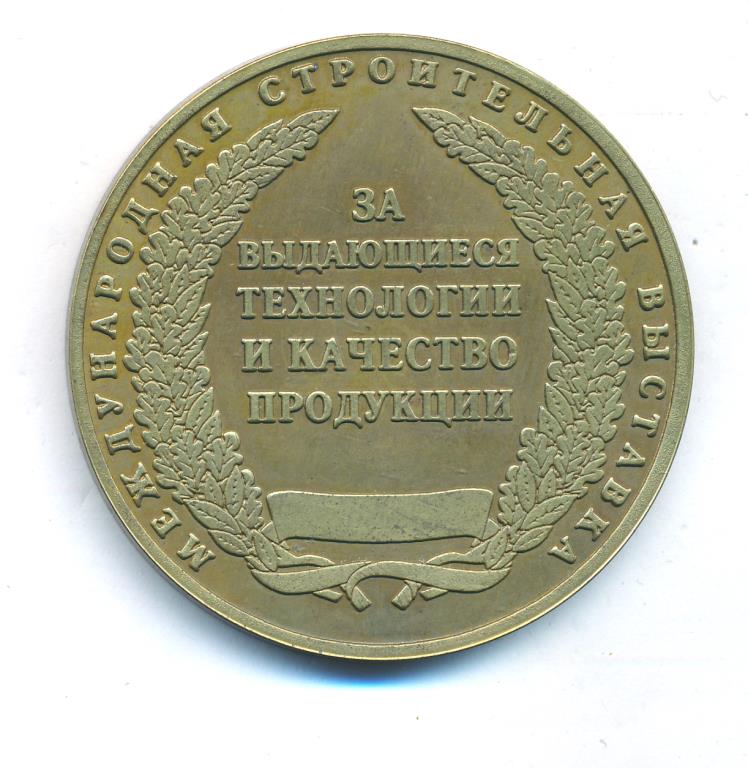 МЕЖДУНАРОДНАЯ СТРОИТЕЛЬНАЯ ВЫСТАВКА
ЗА
ВЫДАЮЩИЕСЯ
ТЕХНОЛОГИИ
И КАЧЕСТВО
ПРОДУКЦИИ